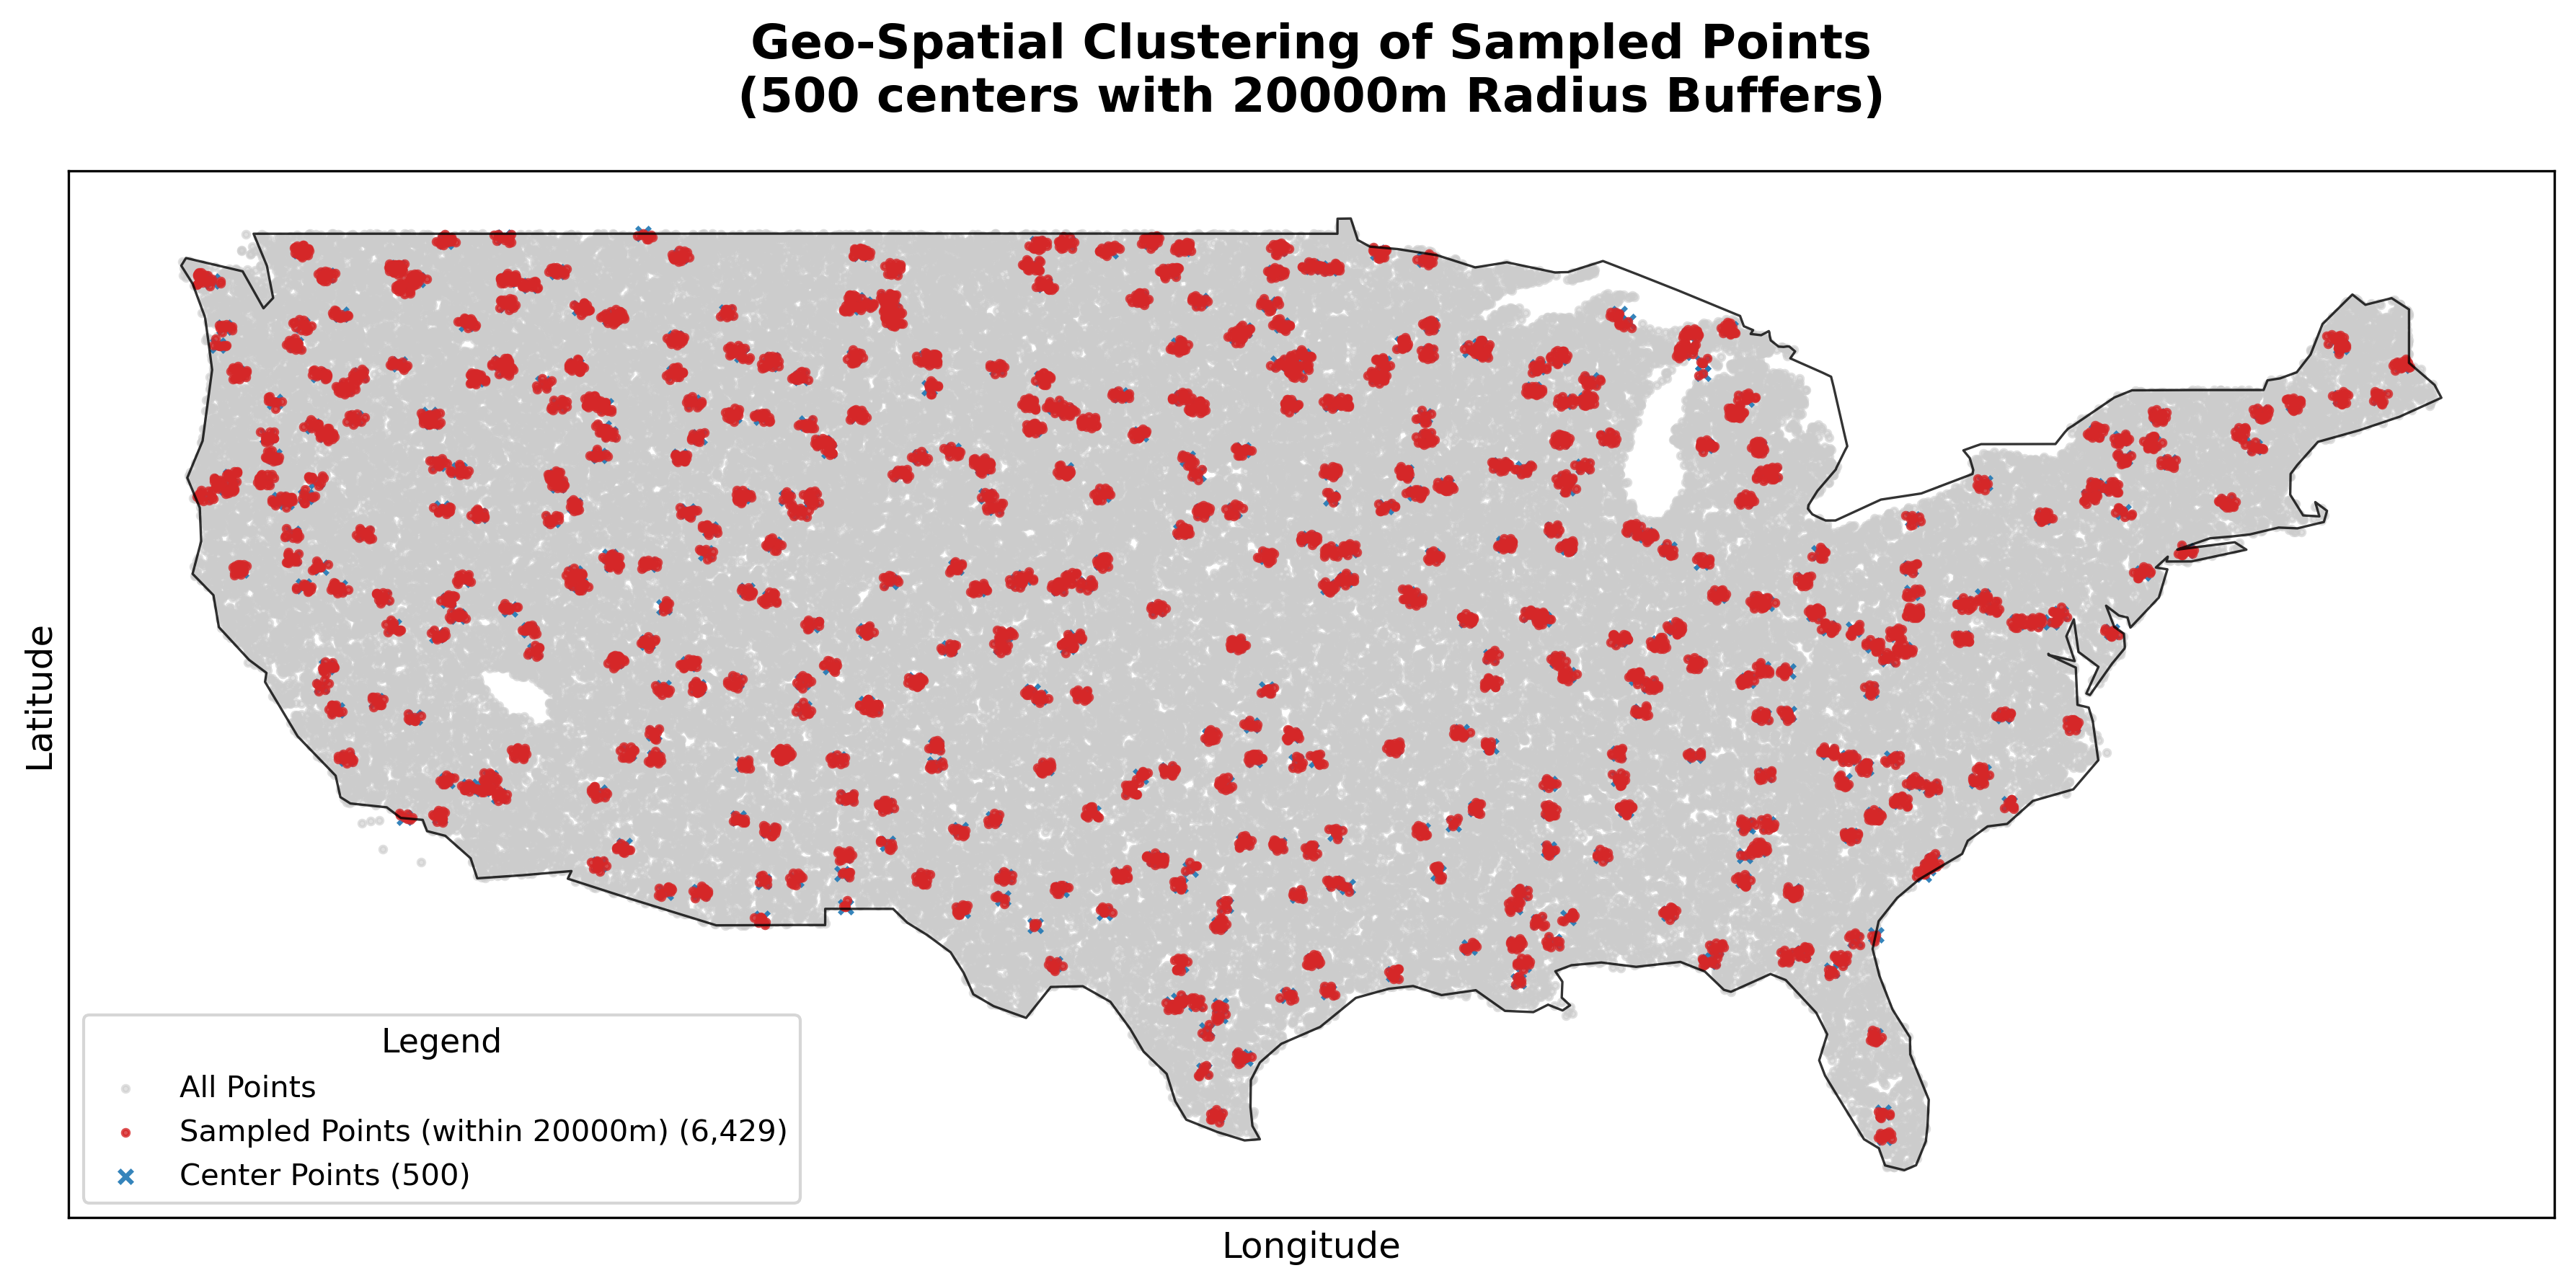 Geo-Spatial Clustering of Sampled Points
(500 centers with 20000m Radius Buffers)
Latitude
Legend
All Points
Sampled Points (within 20000m) (6,429)
Center Points (500)
Longitude